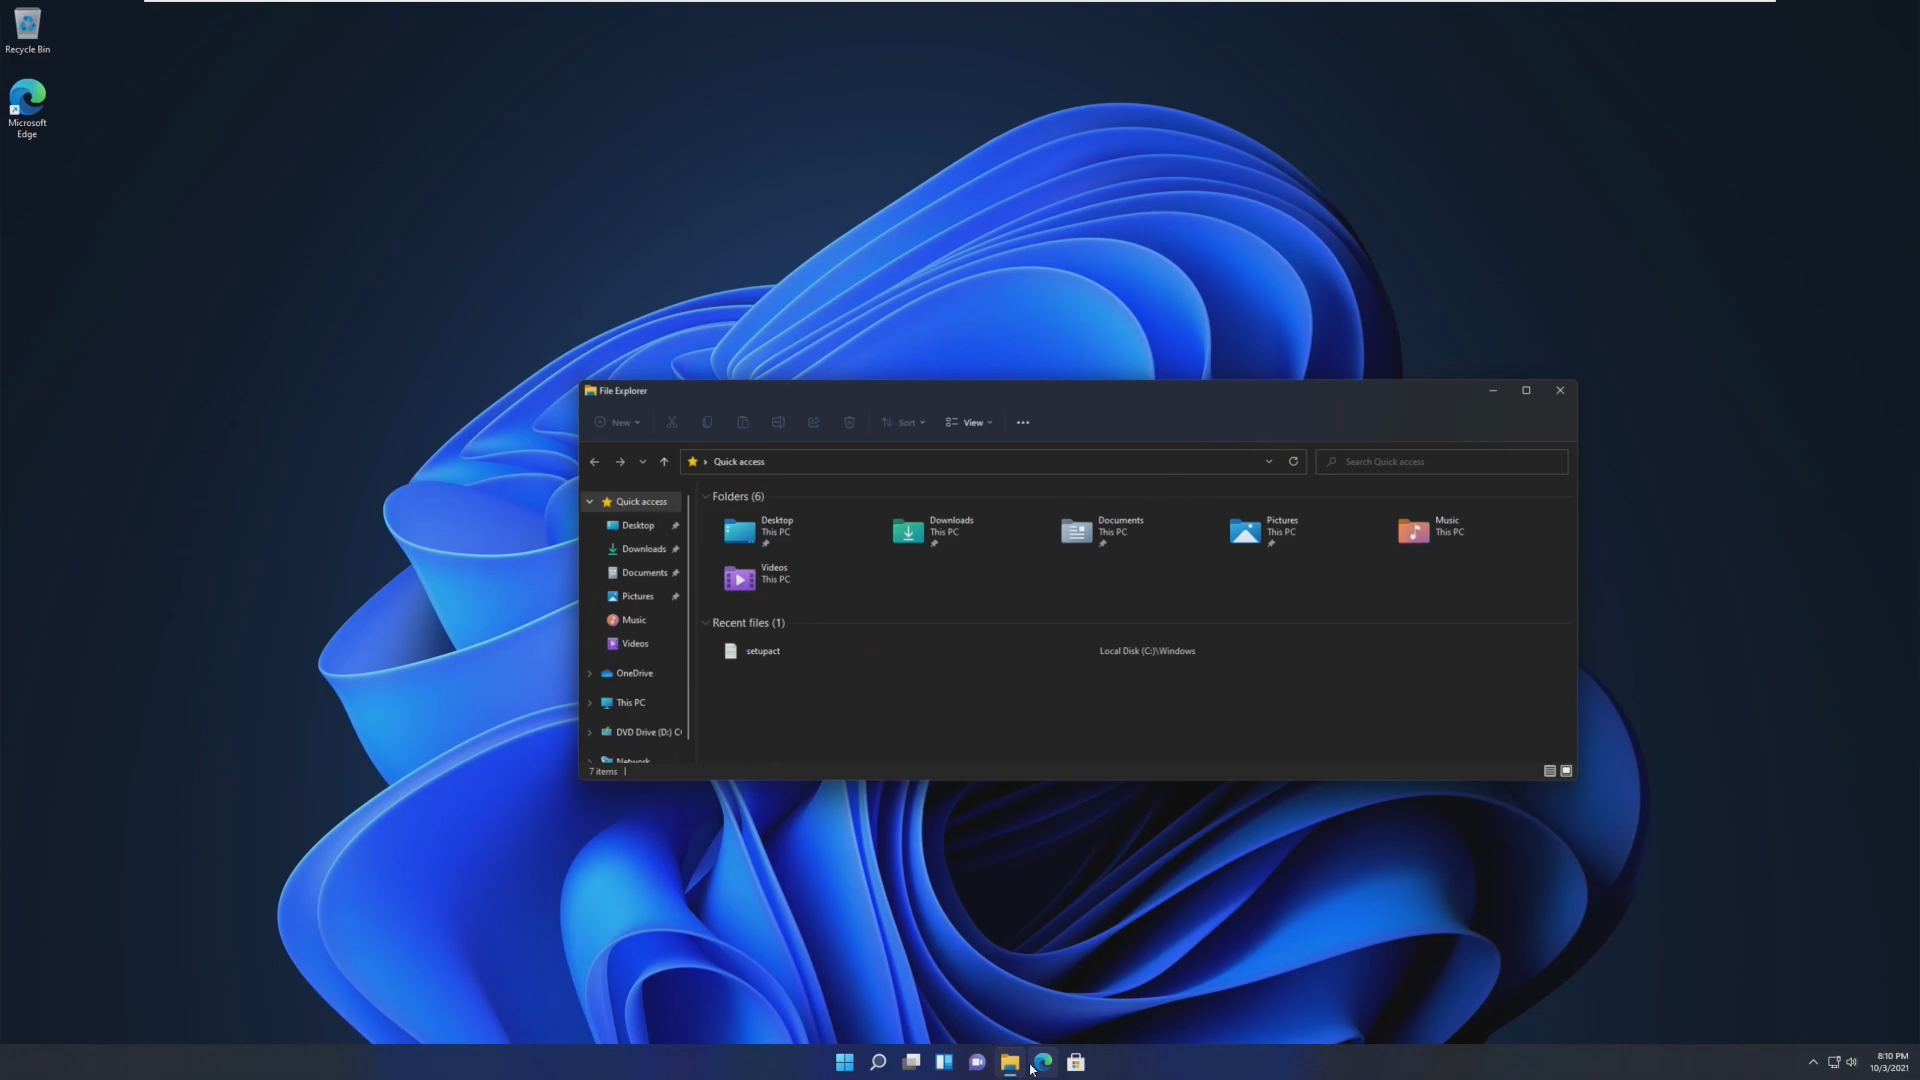 Recycle Bin
Microsoft
Edge
File Explorer
New
Sort
View
Quick access
Search Quick access
Quick access
Desktop
Downloads
Documents
Pictures
Music
Videos
OneDrive
This PC
DVD Drive (D:) C
Network
Folders (6)
Desktop
This PC
Downloads
This PC
Documents
This PC
Pictures
This PC
Music
This PC
Videos
This PC
Recent files (1)
setupact
Local Disk (C:)\Windows
7 items
8:10 PM
10/3/2021